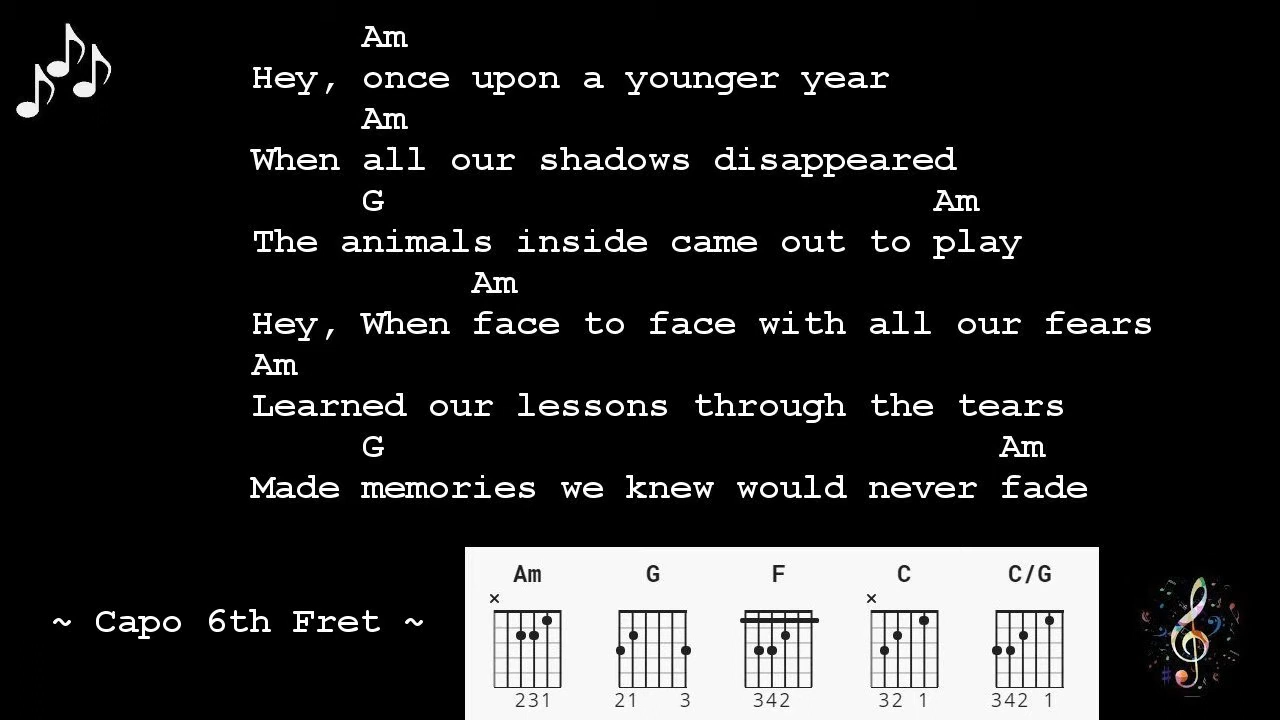 Am
Hey, once upon a younger year
Am
When all our shadows disappeared
G Am
The animals inside came out to play
Am
Hey, When face to face with all our fears
Am
Learned our lessons through the tears
G Am
Made memories we knew would never fade
~ Capo 6th Fret ~
Am G F C C/G
× ×
231 21 3 342 32 1 342 1